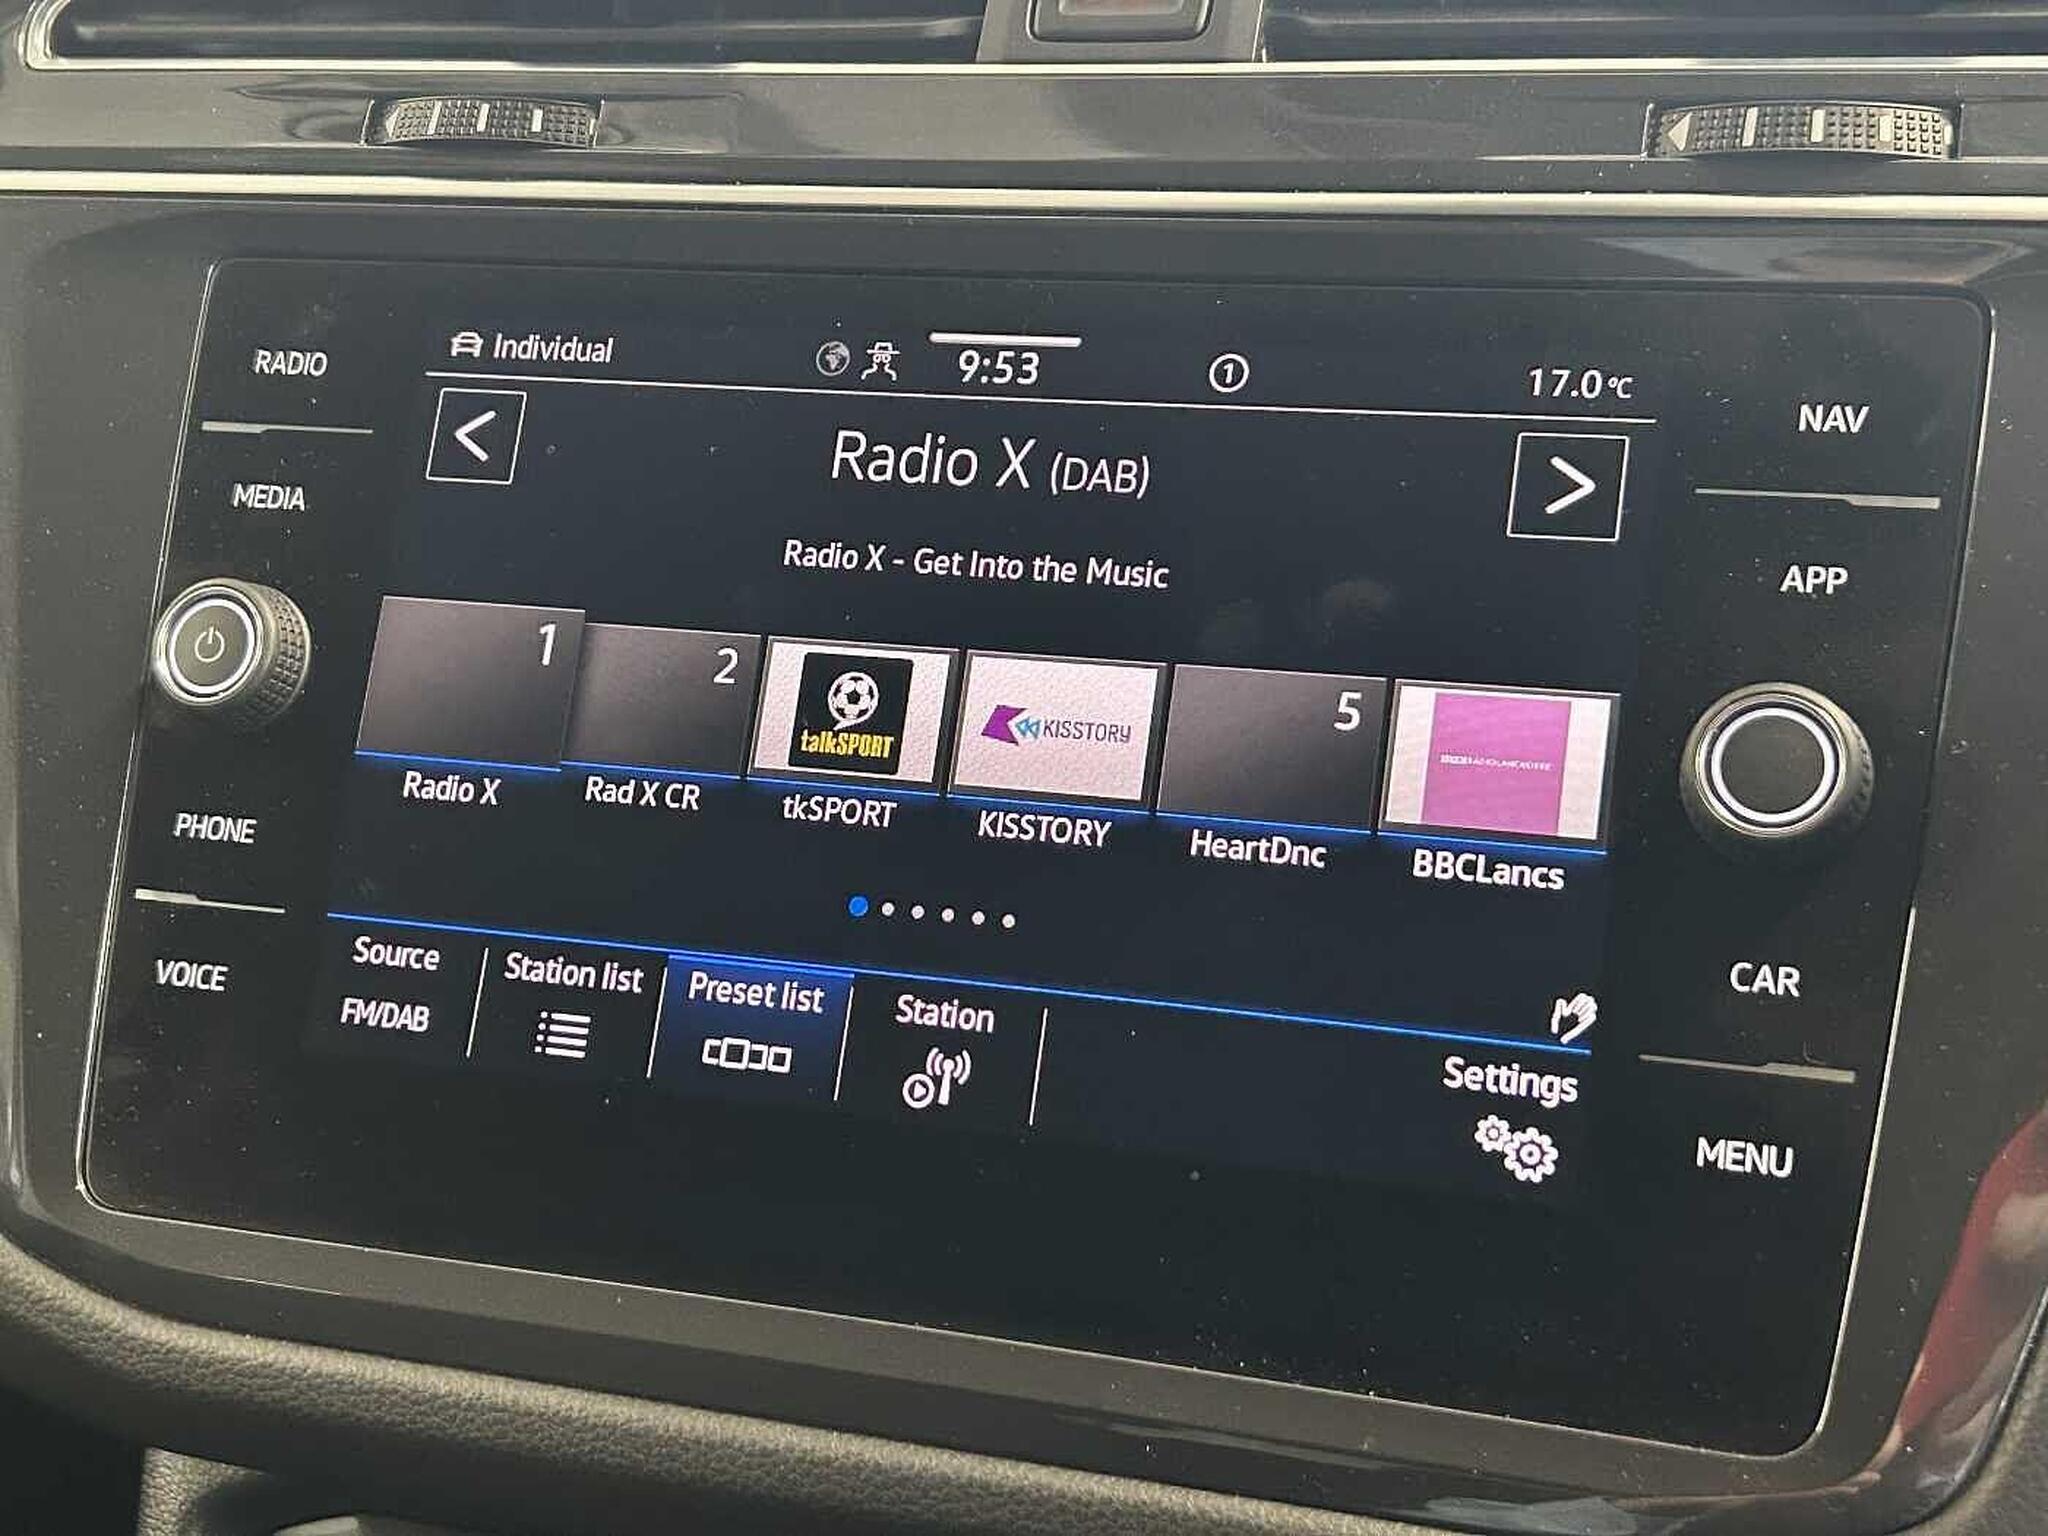 RADIO
MEDIA
PHONE
VOICE
Individual
9:53
1
17.0°C
<
Radio X (DAB)
>
Radio X - Get Into the Music
1
2
talkSPORT
KISSTORY
5
Radio X
Rad X CR
tkSPORT
KISSTORY
HeartDnc
BBCLancs
Source
FM/DAB
Station list
Preset list
Station
Settings
NAV
APP
CAR
MENU